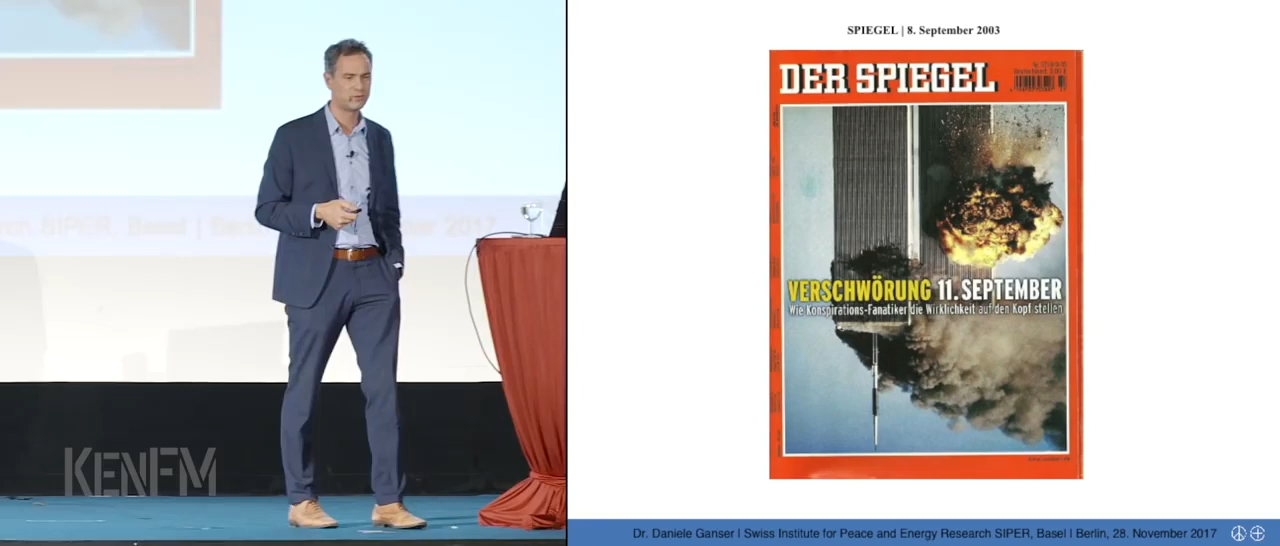 SPIEGEL | 8. September 2003
DER SPIEGEL
VERSCHWÖRUNG 11. SEPTEMBER
Wie Konspirations-Fanatiker die Wirklichkeit auf den Kopf stellen
KENFM
Dr. Daniele Ganser | Swiss Institute for Peace and Energy Research SIPER, Basel | Berlin, 28. November 2017